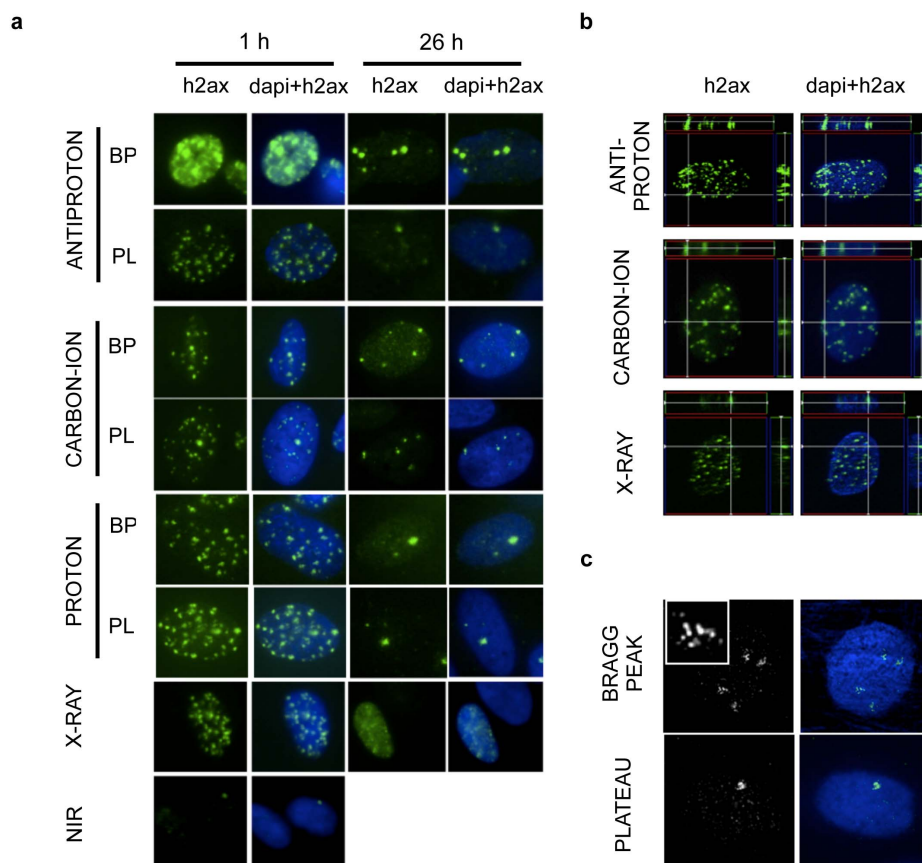 a
1 h
26 h
h2ax
dapi+h2ax
h2ax
dapi+h2ax
ANTIPROTON
BP
PL
CARBON-ION
BP
PL
PROTON
BP
PL
X-RAY
NIR
b
h2ax
dapi+h2ax
ANTI-
PROTON
CARBON-ION
X-RAY
c
BRAGG
PEAK
PLATEAU